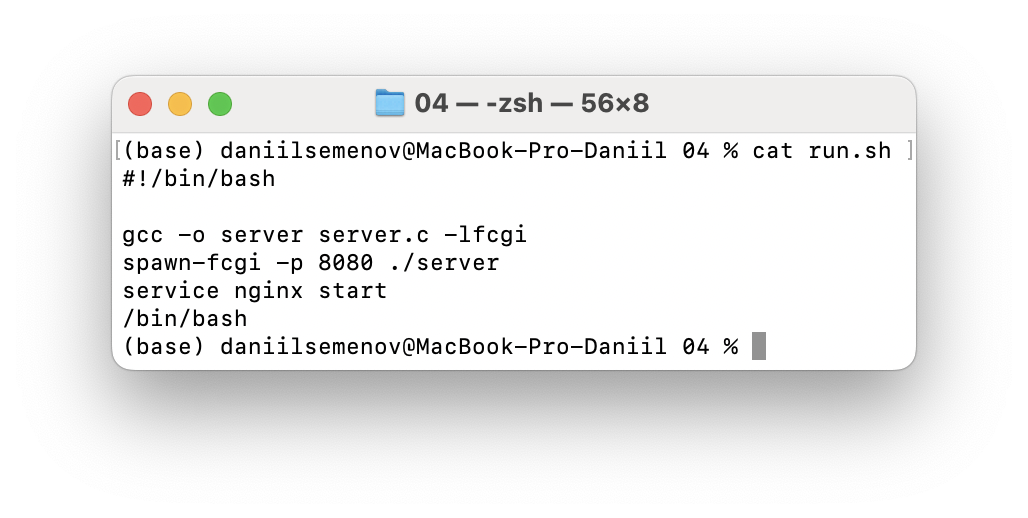 04 — -zsh — 56×8
[(base) daniilsemenov@MacBook-Pro-Daniil 04 % cat run.sh ]
#!/bin/bash

gcc -o server server.c -lfcgi
spawn-fcgi -p 8080 ./server
service nginx start
/bin/bash
(base) daniilsemenov@MacBook-Pro-Daniil 04 %